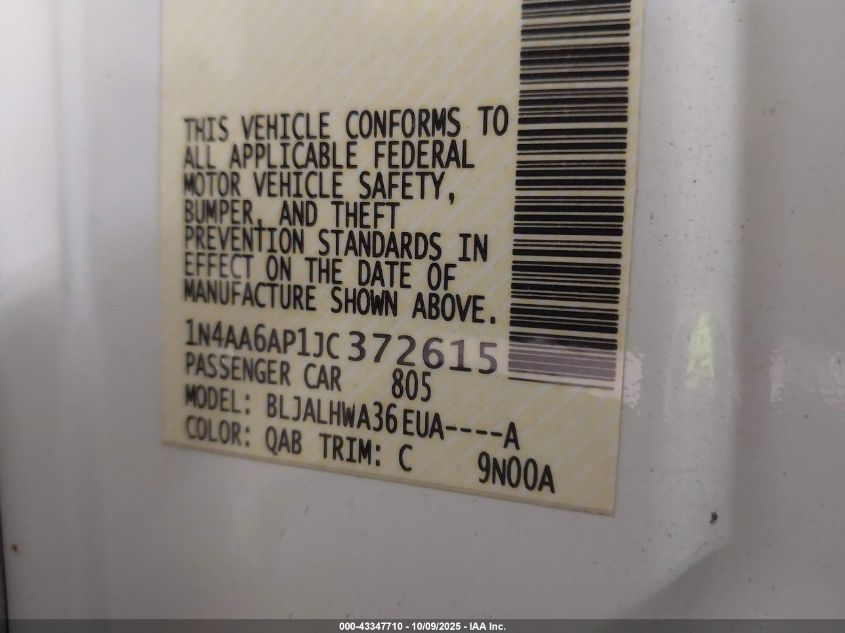 THIS VEHICLE CONFORMS TO
ALL APPLICABLE FEDERAL
MOTOR VEHICLE SAFETY,
BUMPER, AND THEFT
PREVENTION STANDARDS IN
EFFECT ON THE DATE OF
MANUFACTURE SHOWN ABOVE.
1N4AA6AP1JC372615
PASSENGER CAR 805
MODEL: BLJALHWA36EUA----A
COLOR: QAB TRIM: C 9N00A
000-43347710 - 10/09/2025 - IAA Inc.